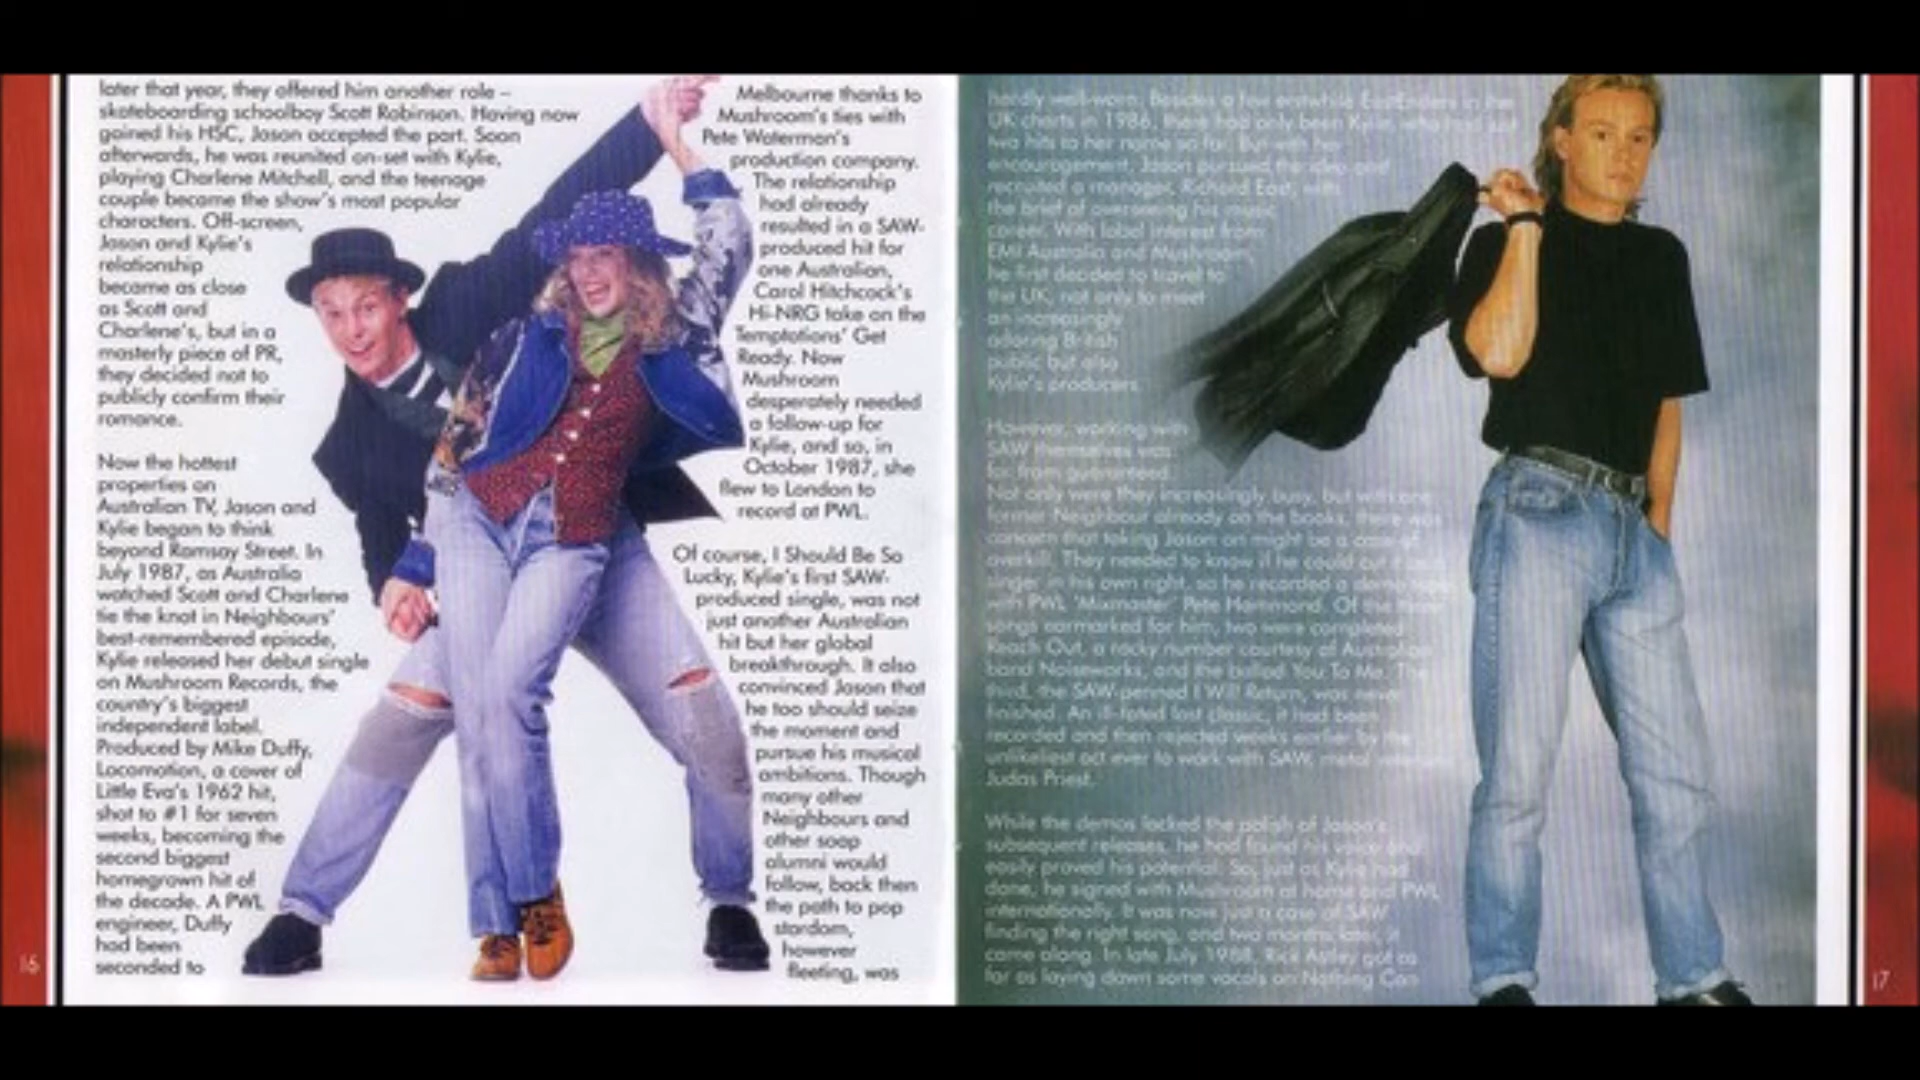 later that year, they offered him another role –
skateboarding schoolboy Scott Robinson. Having now
gained his HSC, Jason accepted the part. Soon
afterwards, he was reunited on-set with Kylie,
playing Charlene Mitchell, and the teenage
couple became the show's most popular
characters. Off-screen,
Jason and Kylie's
relationship
became as close
as Scott and
Charlene's, but in a
masterly piece of PR,
they decided not to
publicly confirm their
romance.
Now the hottest
properties on
Australian TV, Jason and
Kylie began to think
beyond Ramsay Street. In
July 1987, as Australia
watched Scott and Charlene
tie the knot in Neighbours'
best-remembered episode,
Kylie released her debut single
on Mushroom Records, the
country's biggest
independent label.
Produced by Mike Duffy,
Locomotion, a cover of
Little Eva's 1962 hit,
shot to #1 for seven
weeks, becoming the
second biggest
homegrown hit of
the decade. A PWL
engineer, Duffy
had been
seconded to
16
Melbourne thanks to
Mushroom's ties with
Pete Waterman's
production company.
The relationship
had already
resulted in a SAW-
produced hit for
one Australian,
Carol Hitchcock's
Hi-NRG take on the
Temptations' Get
Ready. Now
Mushroom
desperately needed
a follow-up for
Kylie, and so, in
October 1987, she
flew to London to
record at PWL.
Of course, I Should Be So
Lucky, Kylie's first SAW-
produced single, was not
just another Australian
hit but her global
breakthrough. It also
convinced Jason that
he too should seize
the moment and
pursue his musical
ambitions. Though
many other
Neighbours and
other soap
alumni would
follow, back then
the path to pop
stardom,
however
fleeting, was
hardly well-worn. Besides a few erstwhile EastEnders in the
UK charts in 1986, there had only been Kylie, who had just
two hits to her name so far. But with her
encouragement, Jason pursued the idea and
recruited a manager, Richard East, with
the brief of overseeing his music
career. With label interest from
EMI Australia and Mushroom,
he first decided to travel to
the UK, not only to meet
an increasingly
adoring British
public but also
Kylie's producers.
However, working with
SAW themselves was
far from guaranteed.
Not only were they increasingly busy, but with one
former Neighbour already on the books, there was
concern that taking Jason on might be a case of
overkill. They needed to know if he could cut it as a
singer in his own right, so he recorded a demo
with PWL 'Mixmaster' Pete Hammond. Of the three
songs earmarked for him, two were completed:
Reach Out, a rocky number courtesy of Australian
band Noiseworks, and the ballad You To Me. The
third, the SAW-penned I Will Return, was never
finished. An ill-fated lost classic, it had been
recorded and then rejected weeks earlier by the
unlikeliest act ever to work with SAW, metal
Judas Priest.
While the demos lacked the polish of Jason's
subsequent releases, he had found his voice and
easily proved his potential. So, just as Kylie had
done, he signed with Mushroom at home and PWL
internationally. It was now just a case of SAW
finding the right song, and two months later, it
came along. In late July 1988, Rick Astley got as
far as laying down some vocals on Nothing Can
17